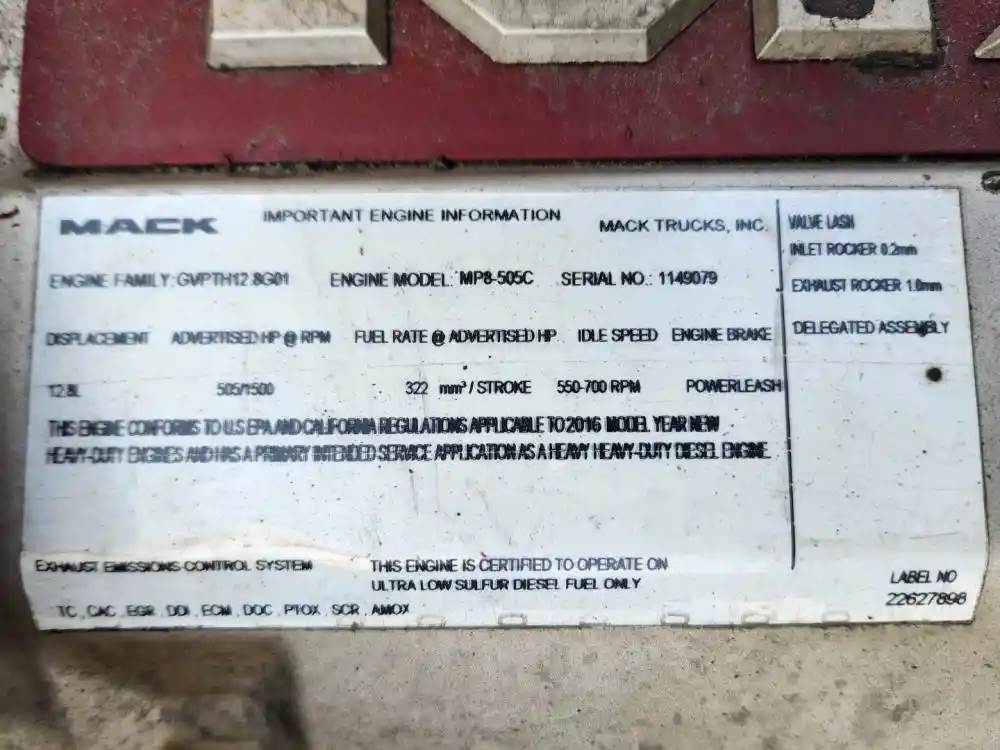 MACK
IMPORTANT ENGINE INFORMATION
MACK TRUCKS, INC.
ENGINE FAMILY: GVPTH12.8G01 ENGINE MODEL: MP8-505C SERIAL NO.: 1149079
DISPLACEMENT ADVERTISED HP @ RPM FUEL RATE @ ADVERTISED HP IDLE SPEED ENGINE BRAKE
12.8L 505/1500 322 mm³ / STROKE 550-700 RPM POWERLEASH
THIS ENGINE CONFORMS TO U.S EPA AND CALIFORNIA REGULATIONS APPLICABLE TO 2016 MODEL YEAR NEW
HEAVY-DUTY ENGINES AND HAS A PRIMARY INTENDED SERVICE APPLICATION AS A HEAVY HEAVY-DUTY DIESEL ENGINE.
VALVE LASH
INLET ROCKER 0.2mm
EXHAUST ROCKER 1.0mm
DELEGATED ASSEMBLY
EXHAUST EMISSIONS CONTROL SYSTEM
TC , CAC , EGR , DDI , ECM , DOC , PTOX , SCR , AMOX
THIS ENGINE IS CERTIFIED TO OPERATE ON
ULTRA LOW SULFUR DIESEL FUEL ONLY
LABEL NO
22627898